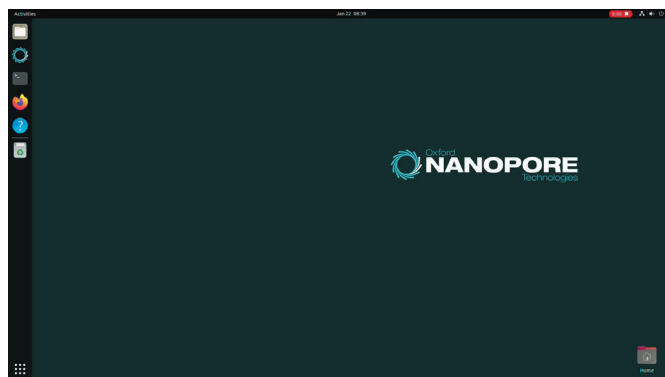 Activities
Jan 22 08:39
Oxford
NANOPORE
Technologies
Home